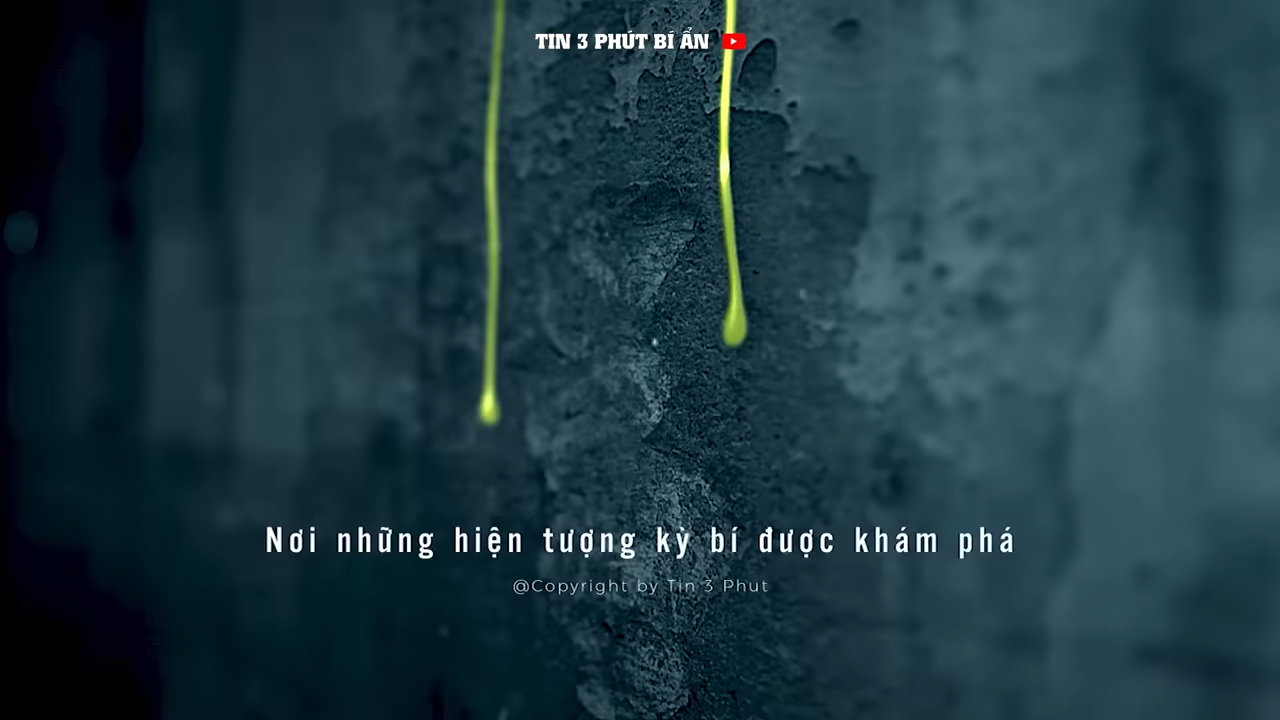 TIN 3 PHÚT BÍ ẨN
Nơi những hiện tượng kỳ bí được khám phá
@Copyright by Tin 3 Phut